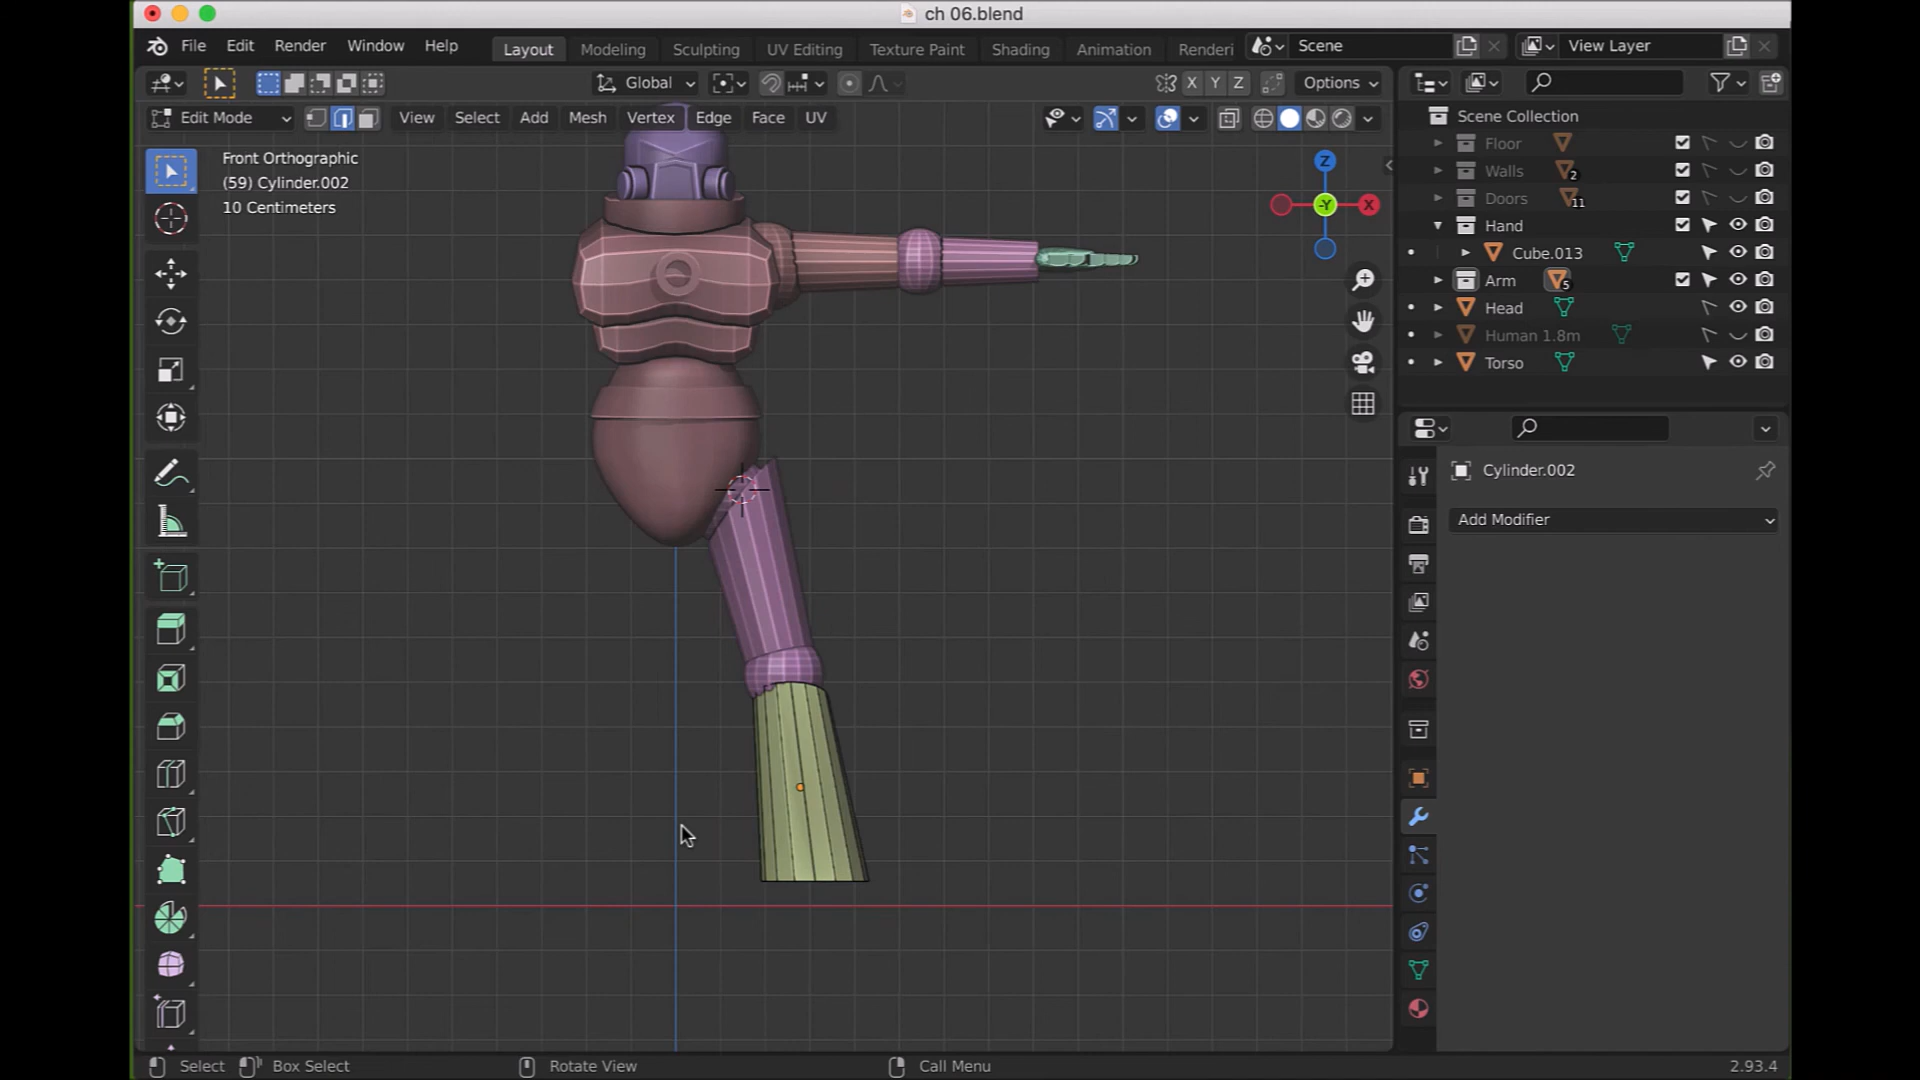 ch 06.blend
File Edit Render Window Help Layout Modeling Sculpting UV Editing Texture Paint Shading Animation Renderi Scene View Layer
Global X Y Z Options
Edit Mode View Select Add Mesh Vertex Edge Face UV
Front Orthographic
(59) Cylinder.002
10 Centimeters
Z
-Y
X
Scene Collection
Floor
Walls 2
Doors 11
Hand
Cube.013
Arm 5
Head
Human 1.8m
Torso
Cylinder.002
Add Modifier
Select Box Select Rotate View Call Menu 2.93.4